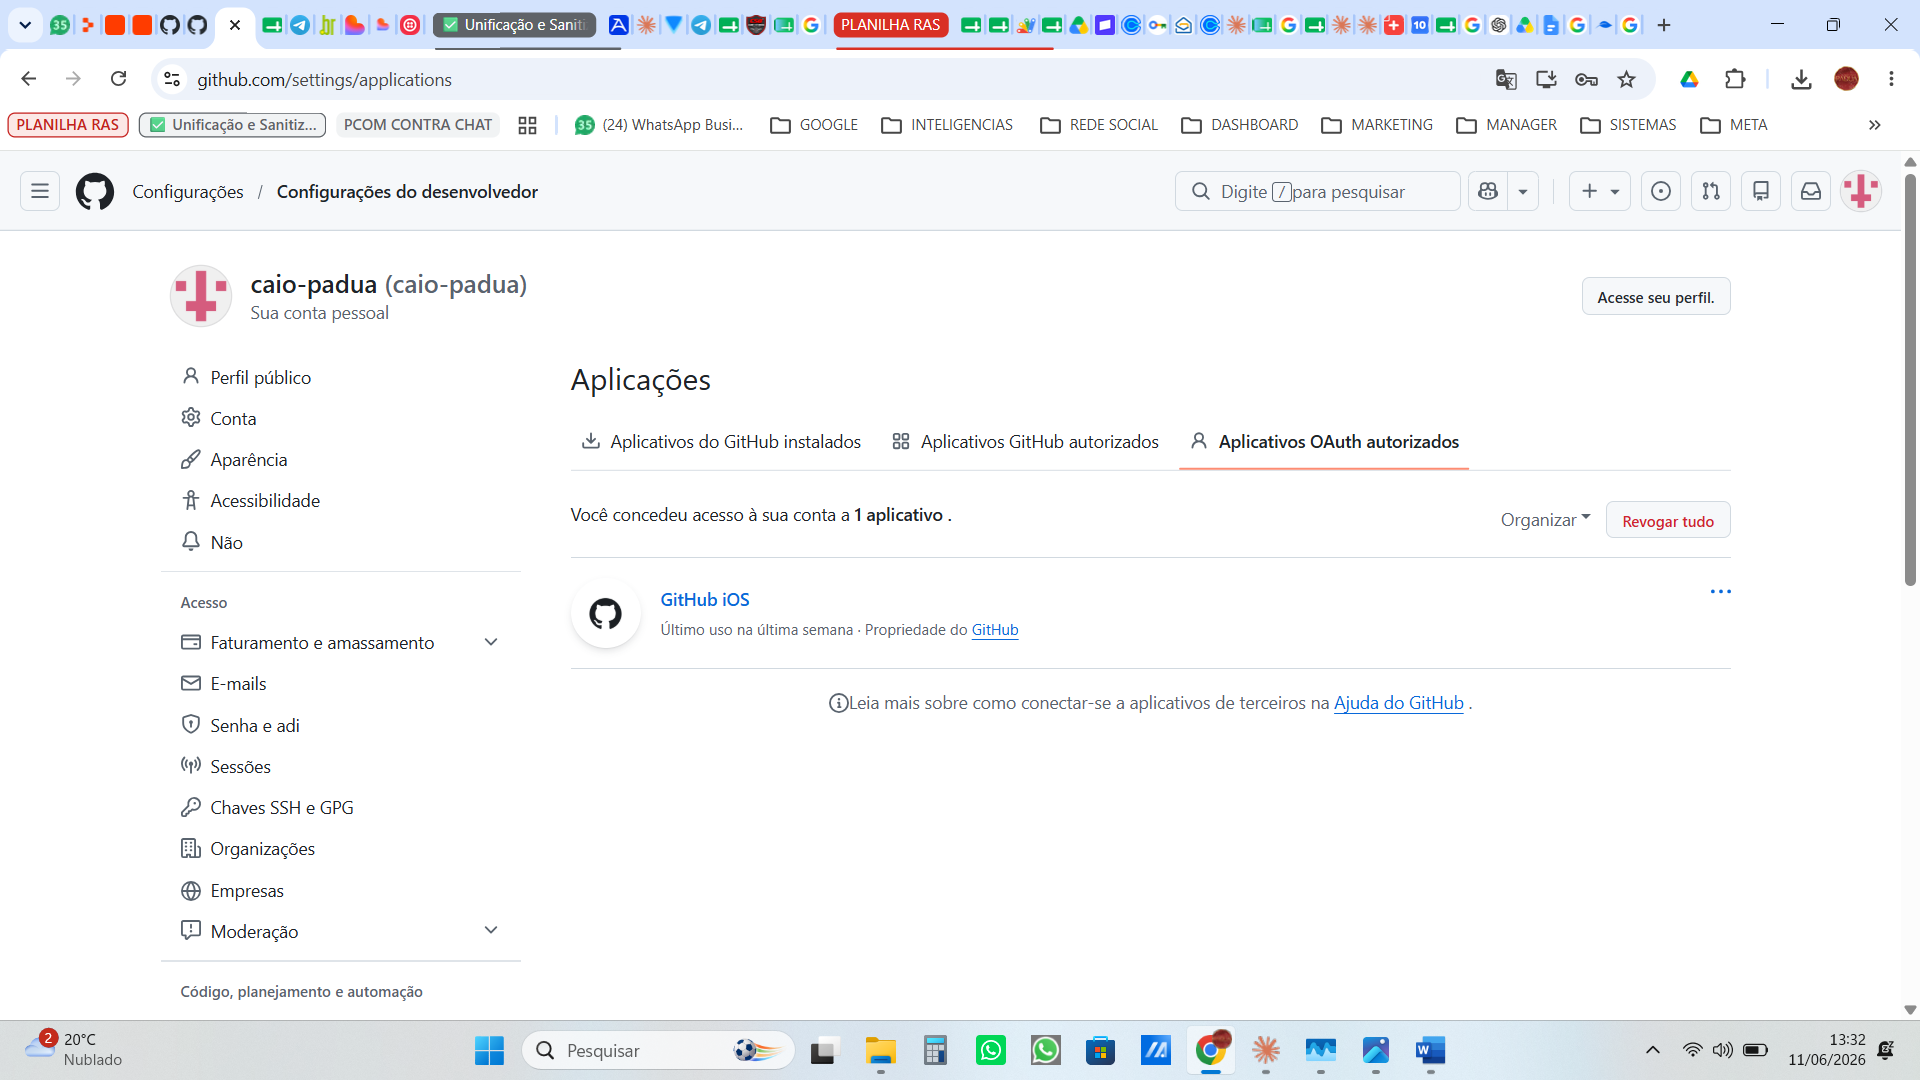 35
Unificação e Saniti
PLANILHA RAS
10
github.com/settings/applications
PLANILHA RAS
Unificação e Sanitiz...
PCOM CONTRA CHAT
35
(24) WhatsApp Busi...
GOOGLE
INTELIGENCIAS
REDE SOCIAL
DASHBOARD
MARKETING
MANAGER
SISTEMAS
META
Configurações / Configurações do desenvolvedor
Digite / para pesquisar
caio-padua (caio-padua)
Sua conta pessoal
Acesse seu perfil.
Perfil público
Conta
Aparência
Acessibilidade
Não
Acesso
Faturamento e amassamento
E-mails
Senha e adi
Sessões
Chaves SSH e GPG
Organizações
Empresas
Moderação
Código, planejamento e automação
Aplicações
Aplicativos do GitHub instalados
Aplicativos GitHub autorizados
Aplicativos OAuth autorizados
Você concedeu acesso à sua conta a 1 aplicativo .
Organizar
Revogar tudo
GitHub iOS
Último uso na última semana · Propriedade do GitHub
Leia mais sobre como conectar-se a aplicativos de terceiros na Ajuda do GitHub .
2
20°C
Nublado
Pesquisar
13:32
11/06/2026